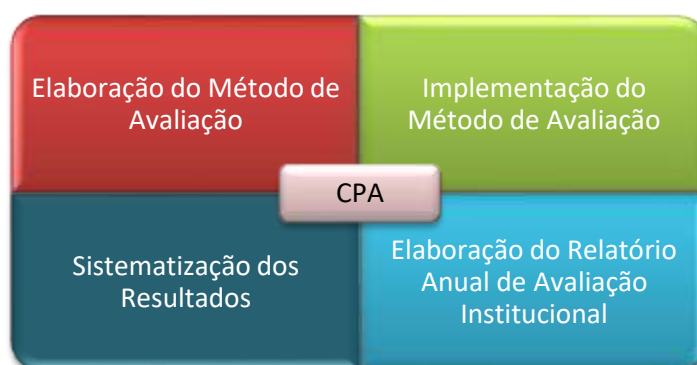 Elaboração do Método de
Avaliação
Implementação do
Método de Avaliação
CPA
Sistematização dos
Resultados
Elaboração do Relatório
Anual de Avaliação
Institucional